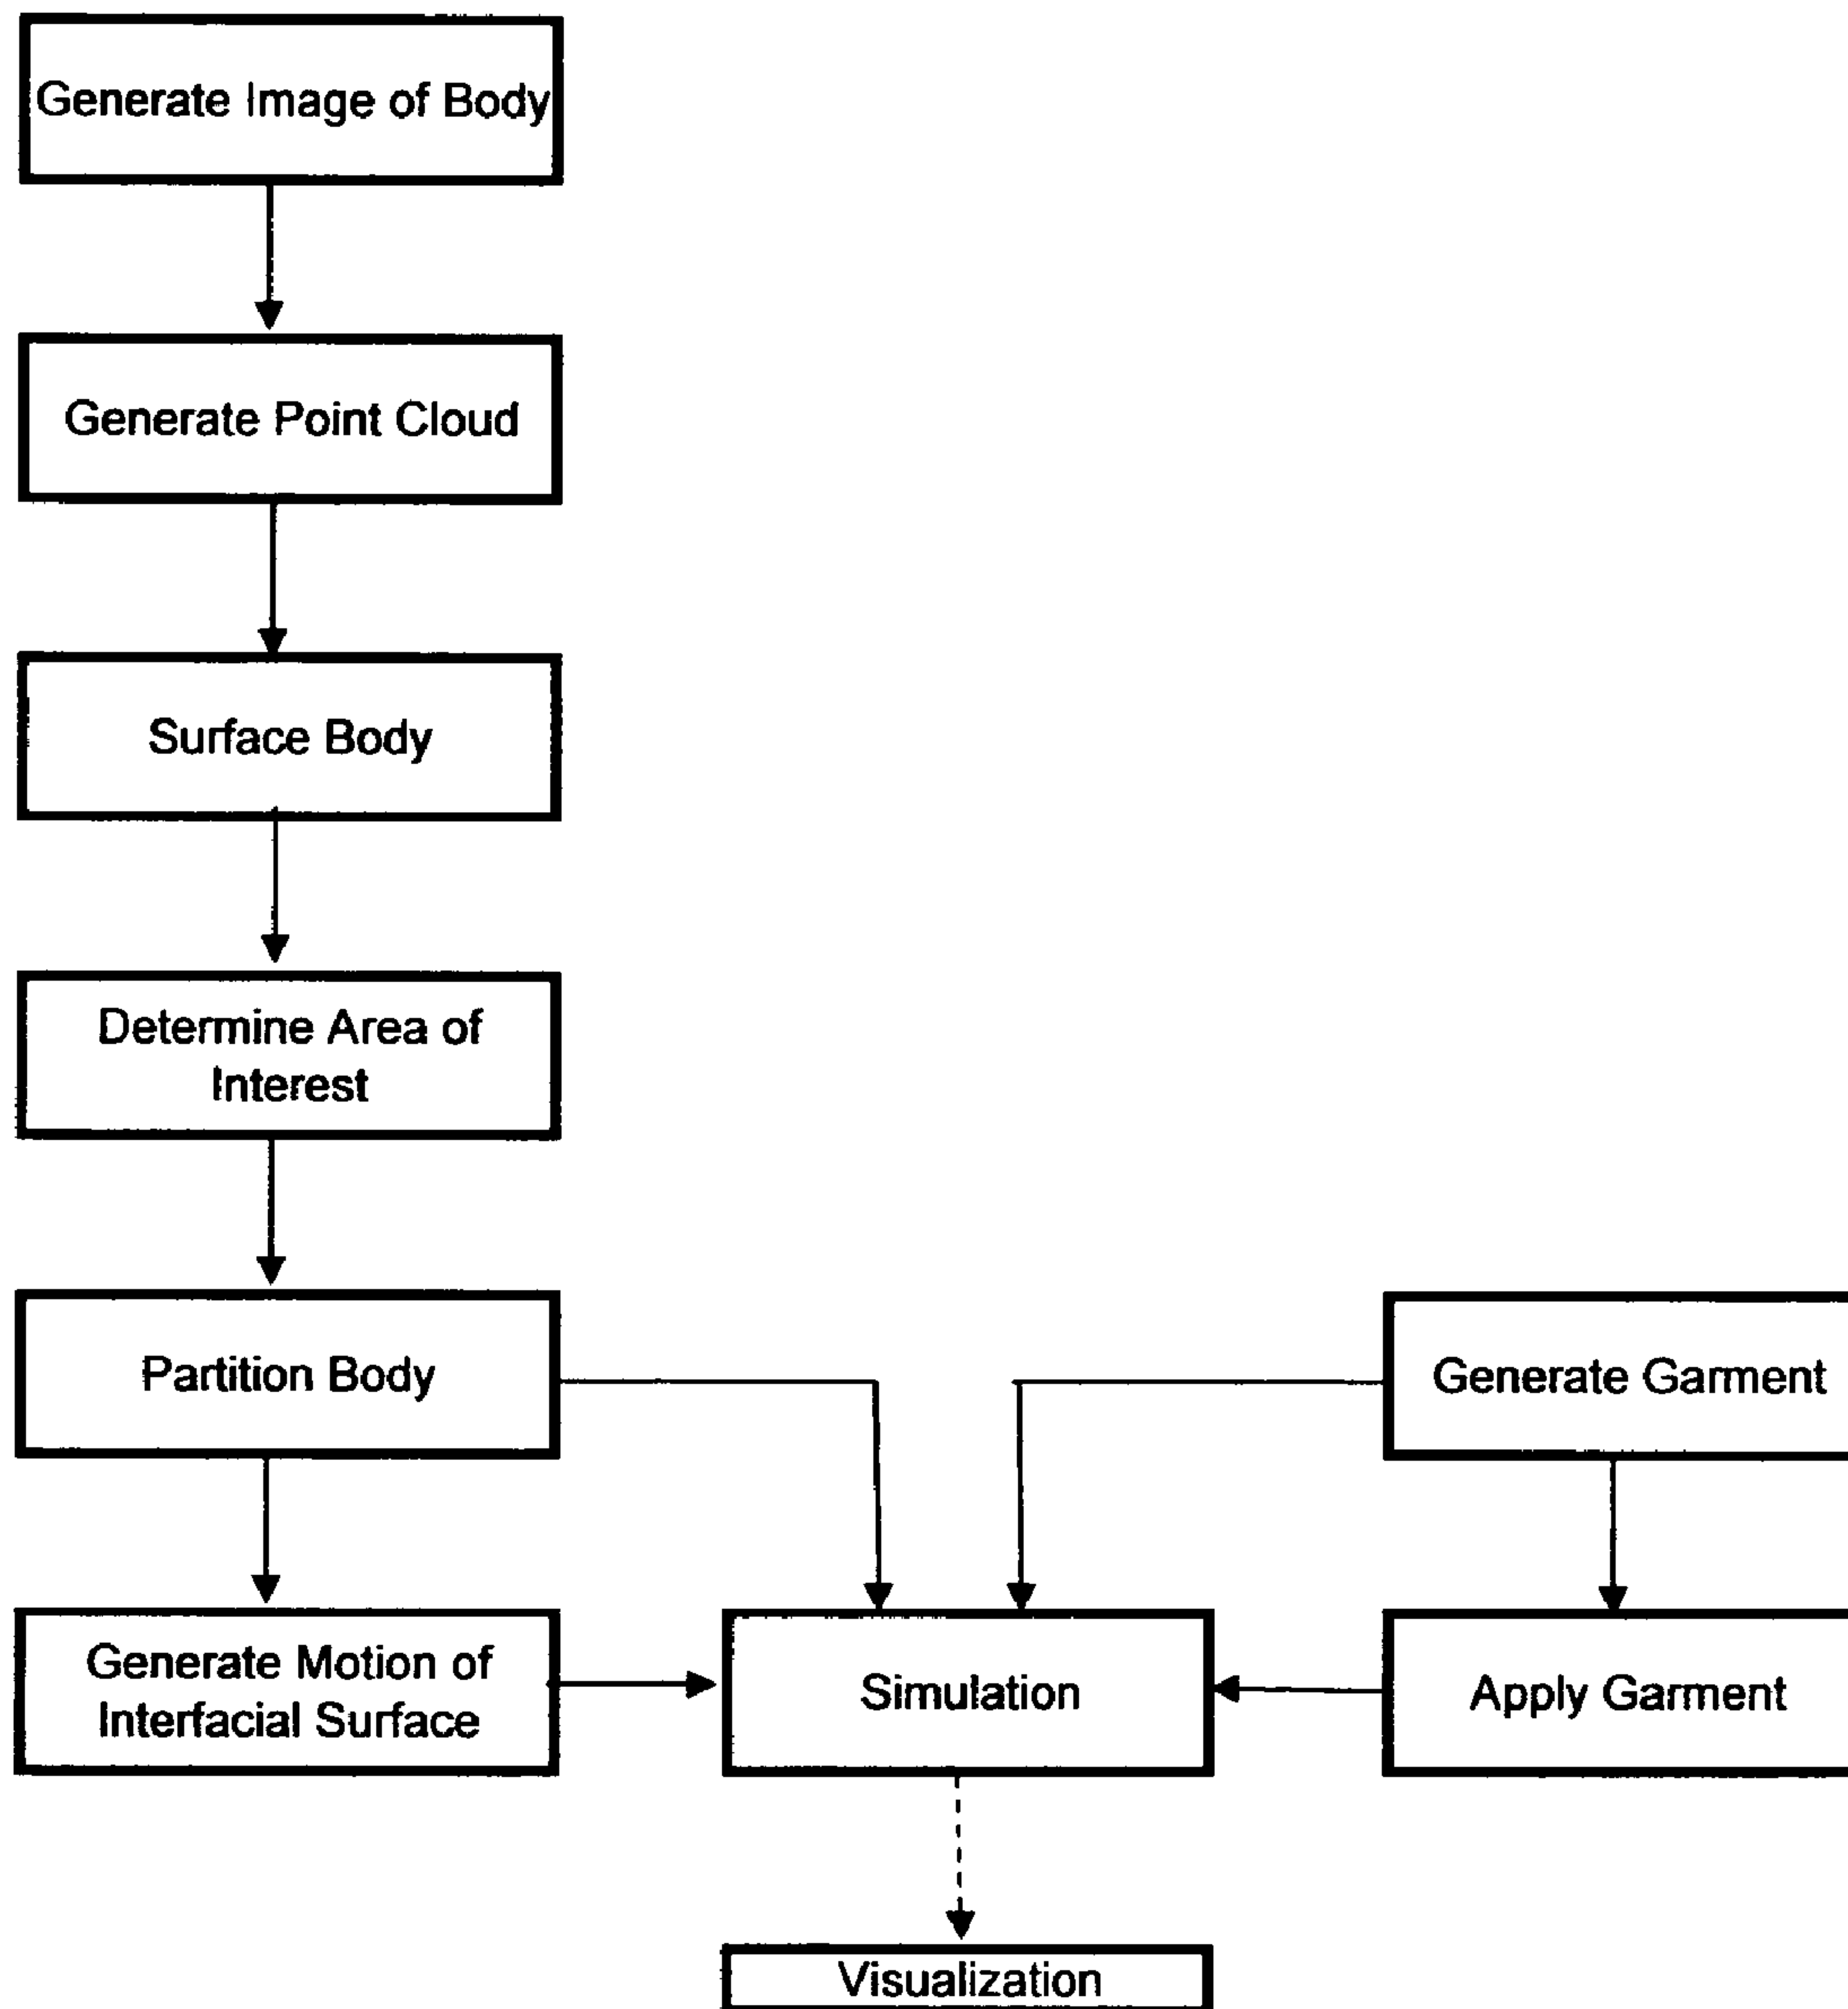 Generate Image of Body
Generate Point Cloud
Surface Body
Determine Area of
Interest
Partition Body
Generate Garment
Generate Motion of
Interfacial Surface
Simulation
Apply Garment
Visualization